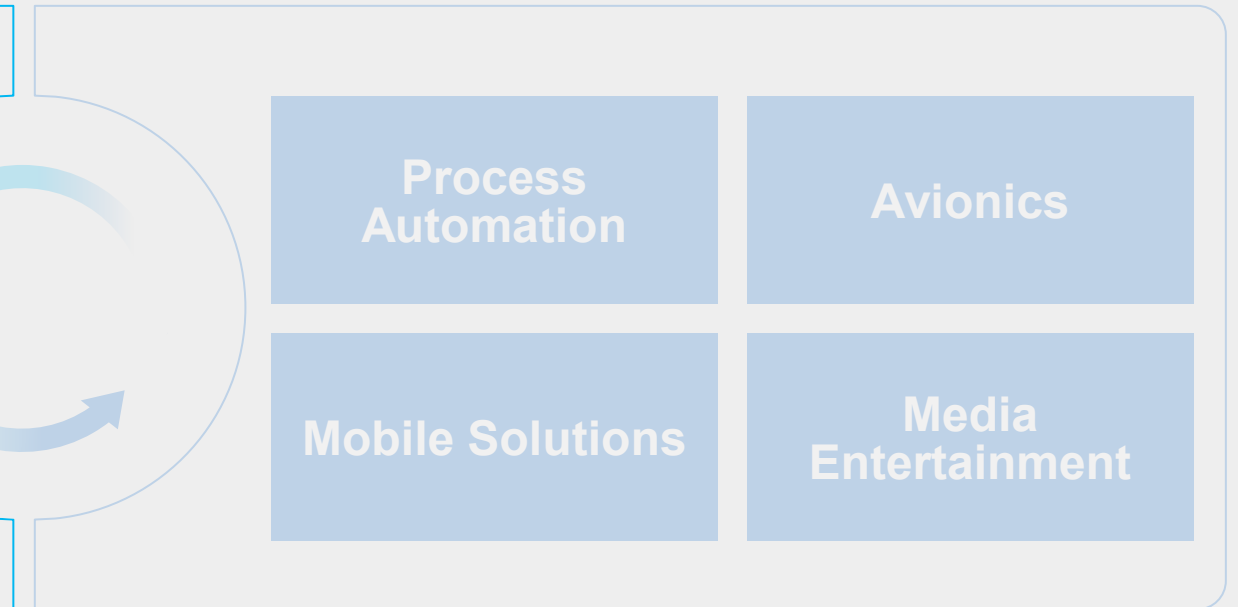 Process
Automation
Avionics
Mobile Solutions
Media
Entertainment